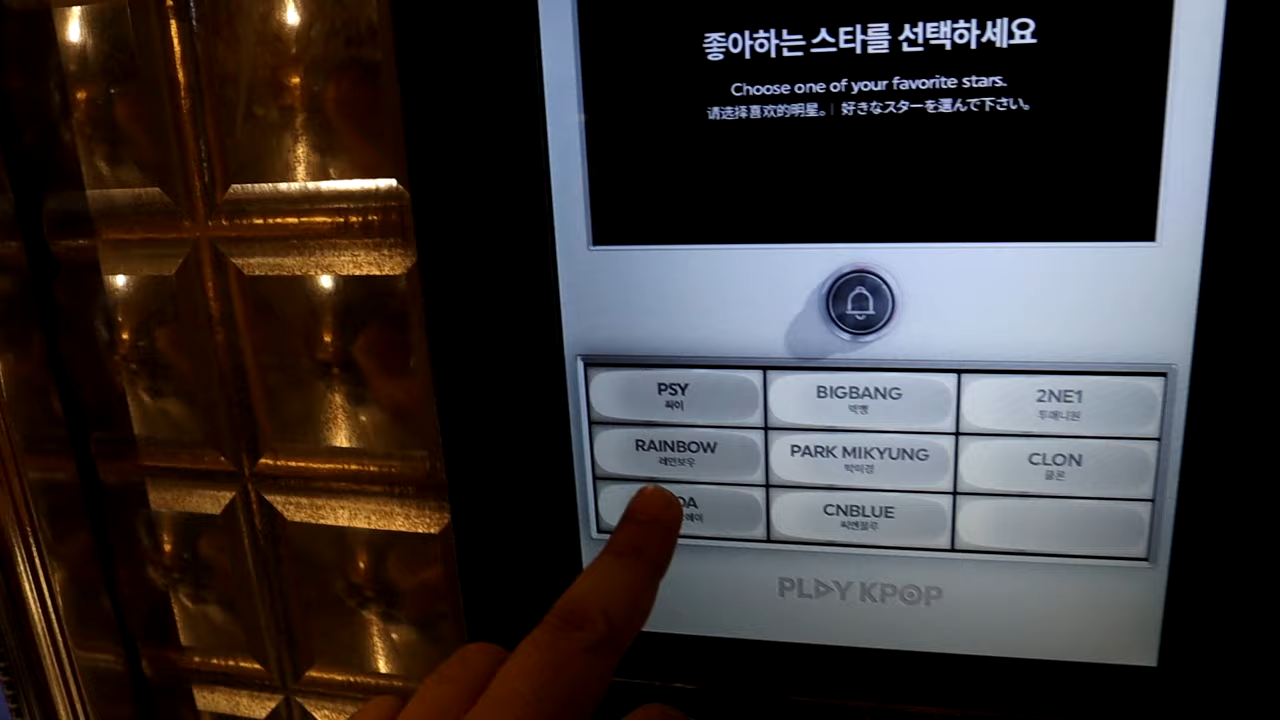 좋아하는 스타를 선택하세요
Choose one of your favorite stars.
请选择喜欢的明星。| 好きなスターを選んで下さい。
PSY
싸이
BIGBANG
빅뱅
2NE1
투애니원
RAINBOW
레인보우
PARK MIKYUNG
박미경
CLON
클론
DA
에이
CNBLUE
씨엔블루
PLAY KPOP